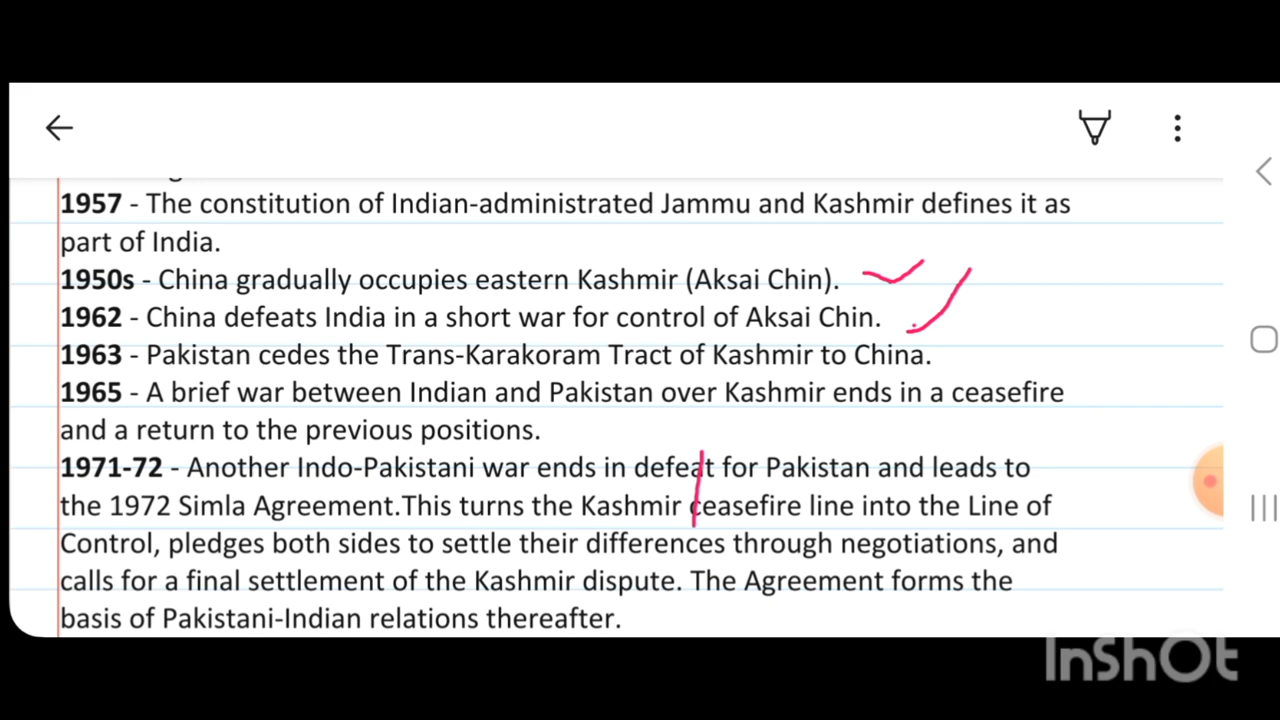 1957 - The constitution of Indian-administrated Jammu and Kashmir defines it as
part of India.
1950s - China gradually occupies eastern Kashmir (Aksai Chin).
1962 - China defeats India in a short war for control of Aksai Chin.
1963 - Pakistan cedes the Trans-Karakoram Tract of Kashmir to China.
1965 - A brief war between Indian and Pakistan over Kashmir ends in a ceasefire
and a return to the previous positions.
1971-72 - Another Indo-Pakistani war ends in defeat for Pakistan and leads to
the 1972 Simla Agreement.This turns the Kashmir ceasefire line into the Line of
Control, pledges both sides to settle their differences through negotiations, and
calls for a final settlement of the Kashmir dispute. The Agreement forms the
basis of Pakistani-Indian relations thereafter.
InShOt